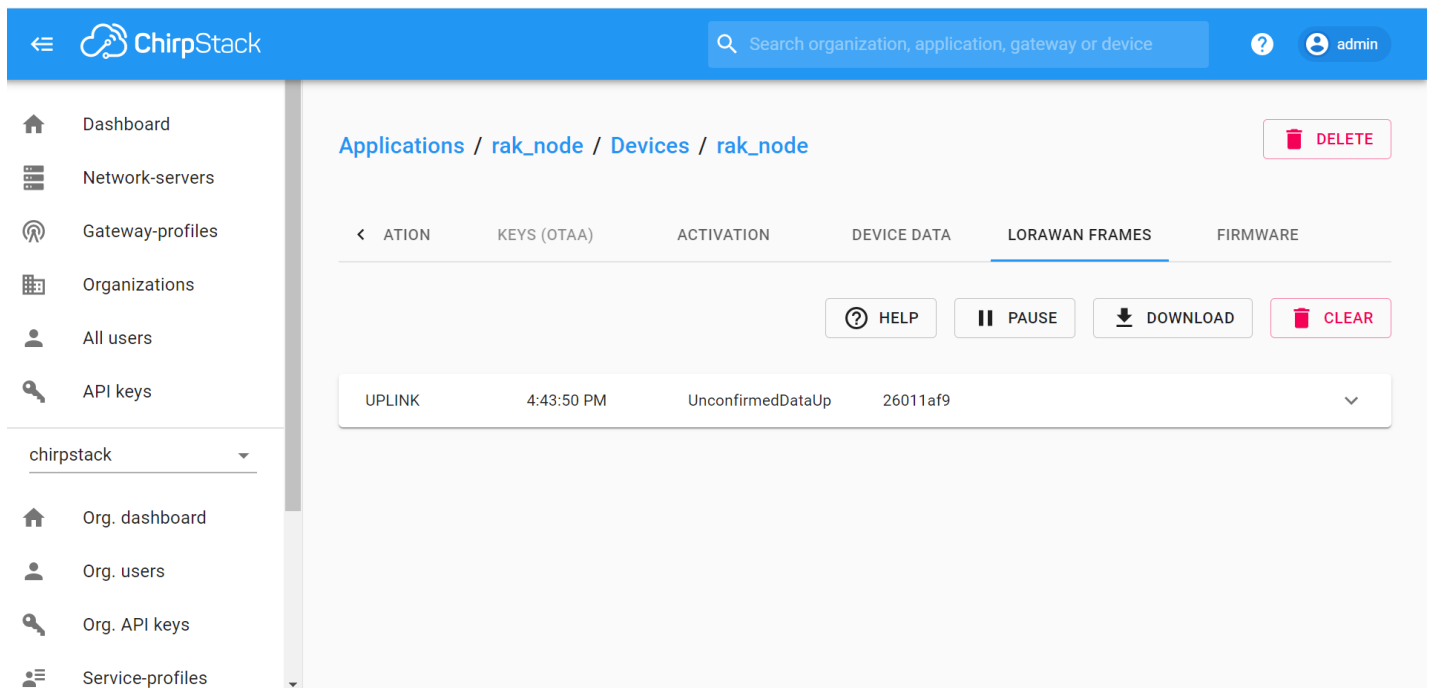 ChirpStack
Search organization, application, gateway or device
? admin
Dashboard
Network-servers
Gateway-profiles
Organizations
All users
API keys
chirpstack
Org. dashboard
Org. users
Org. API keys
Service-profiles
Applications / rak_node / Devices / rak_node
DELETE
ATION KEYS (OTAA) ACTIVATION DEVICE DATA LORAWAN FRAMES FIRMWARE
? HELP PAUSE DOWNLOAD CLEAR
UPLINK 4:43:50 PM UnconfirmedDataUp 26011af9